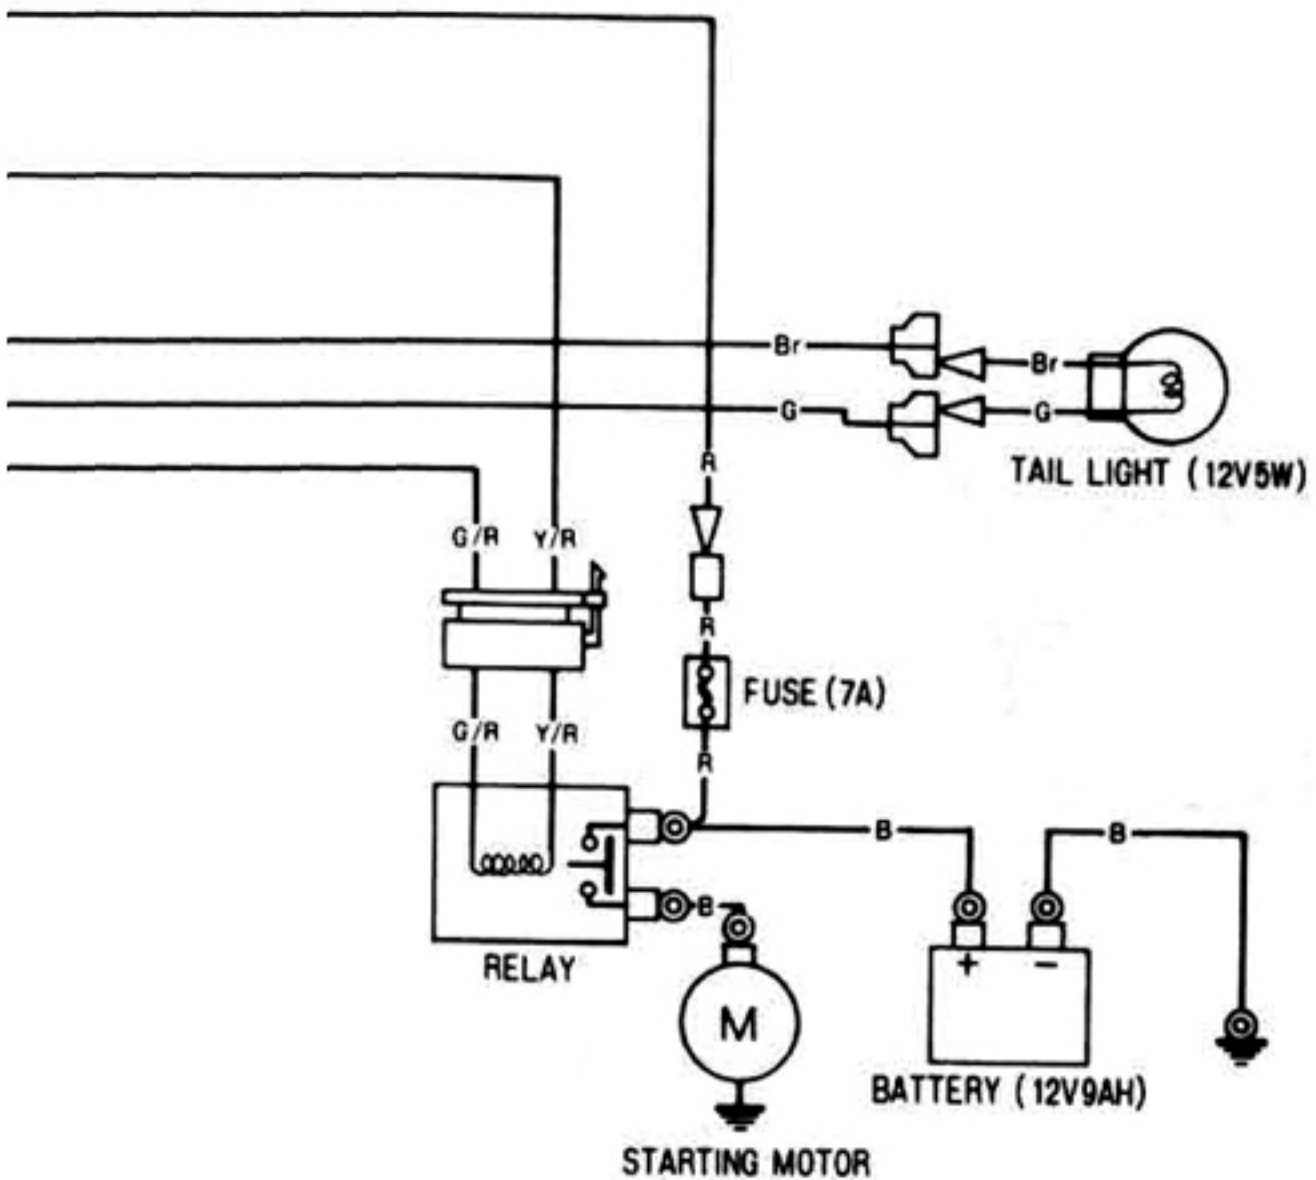 Br
Br
G
G
R
TAIL LIGHT (12V5W)
G/R
Y/R
R
FUSE (7A)
G/R
Y/R
R
B
B
B
+
−
RELAY
M
BATTERY (12V9AH)
STARTING MOTOR